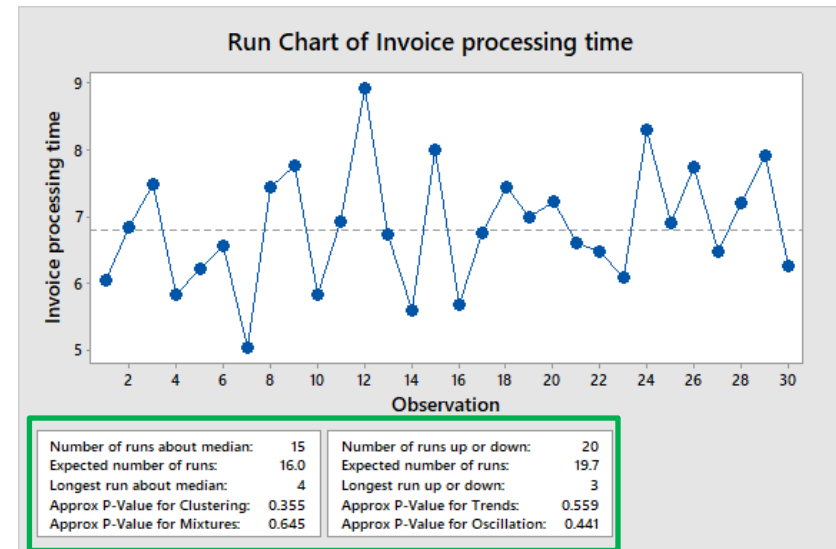 Run Chart of Invoice processing time
Invoice processing time
9
8
7
6
5
2 4 6 8 10 12 14 16 18 20 22 24 26 28 30
Observation
Number of runs about median: 15
Expected number of runs: 16.0
Longest run about median: 4
Approx P-Value for Clustering: 0.355
Approx P-Value for Mixtures: 0.645
Number of runs up or down: 20
Expected number of runs: 19.7
Longest run up or down: 3
Approx P-Value for Trends: 0.559
Approx P-Value for Oscillation: 0.441